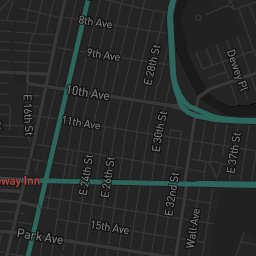 8th Ave
9th Ave
E 28th St
Dewey Pl
10th Ave
E 16th St
11th Ave
E 30th St
E 37th St
E 24th St
E 26th St
eway Inn
E 32nd St
Wall Ave
15th Ave
Park Ave